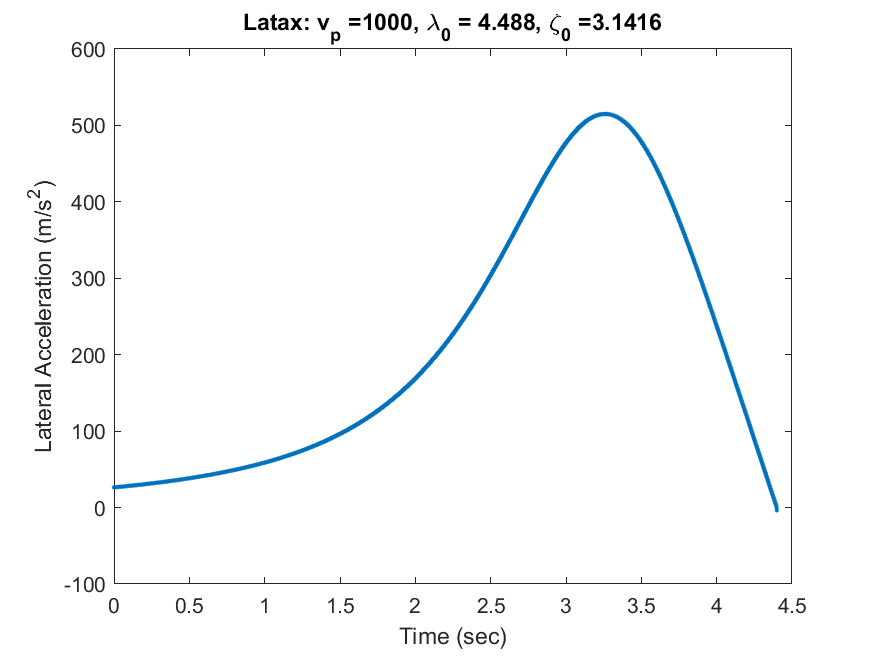 Latax: v_p =1000, λ_0 = 4.488, ζ_0 =3.1416
600
500
400
300
200
100
0
-100
Lateral Acceleration (m/s^2)
0 0.5 1 1.5 2 2.5 3 3.5 4 4.5
Time (sec)